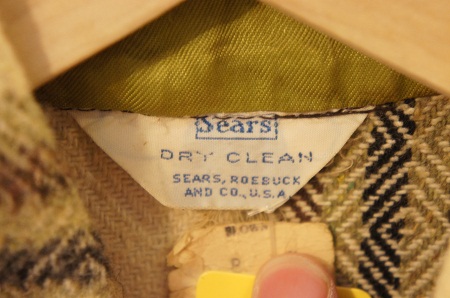 Sears
DRY CLEAN
SEARS, ROEBUCK
AND CO., U.S.A